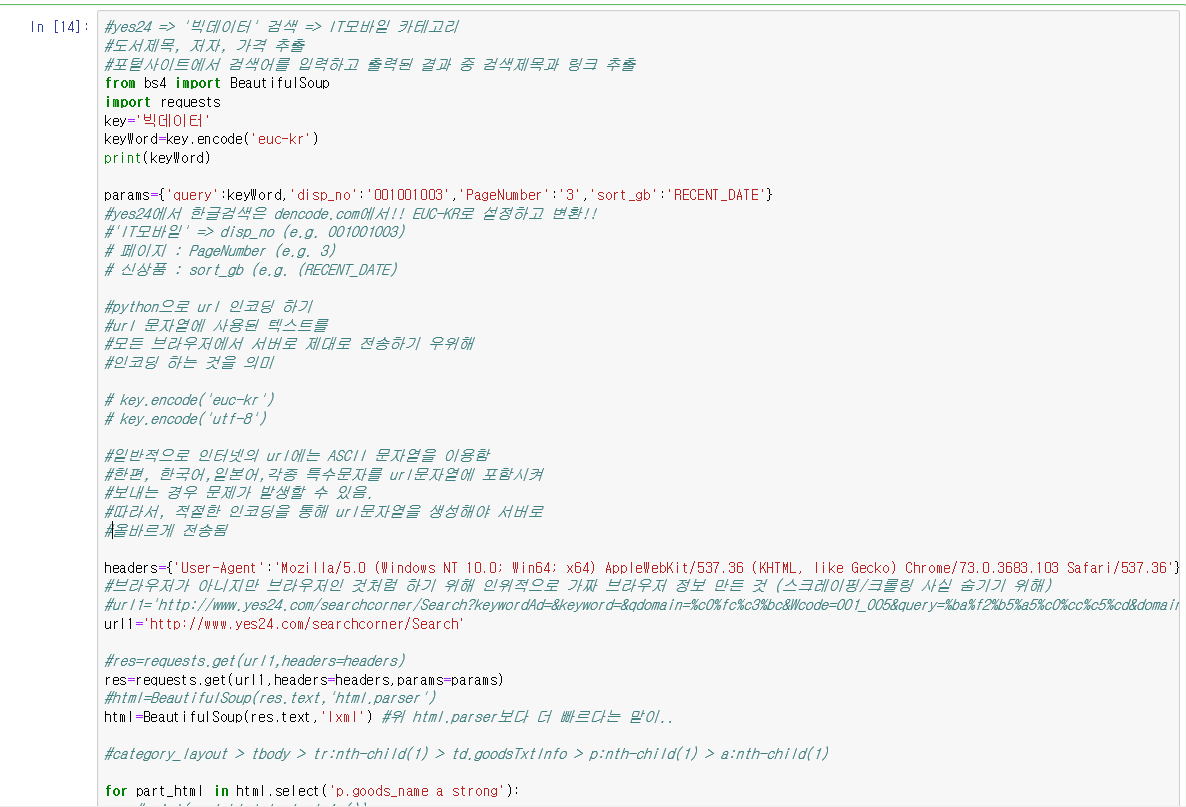 In [14]:
#yes24 => '빅데이터' 검색 => IT모바일 카테고리
#도서제목, 저자, 가격 추출
#포털사이트에서 검색어를 입력하고 출력된 결과 중 검색제목과 링크 추출
from bs4 import BeautifulSoup
import requests
key='빅데이터'
keyWord=key.encode('euc-kr')
print(keyWord)
params={'query':keyWord,'disp_no':'001001003','PageNumber':'3','sort_gb':'RECENT_DATE'}
#yes24에서 한글검색은 dencode.com에서!! EUC-KR로 설정하고 변환!!
#'IT모바일' => disp_no (e.g. 001001003)
# 페이지 : PageNumber (e.g. 3)
# 신상품 : sort_gb (e.g. (RECENT_DATE)
#python으로 url 인코딩 하기
#url 문자열에 사용된 텍스트를
#모든 브라우저에서 서버로 제대로 전송하기 우위해
#인코딩 하는 것을 의미
# key.encode('euc-kr')
# key.encode('utf-8')
#일반적으로 인터넷의 url에는 ASCII 문자열을 이용함
#한편, 한국어,일본어,각종 특수문자를 url문자열에 포함시켜
#보내는 경우 문제가 발생할 수 있음.
#따라서, 적절한 인코딩을 통해 url문자열을 생성해야 서버로
#올바르게 전송됨
headers={'User-Agent':'Mozilla/5.0 (Windows NT 10.0; Win64; x64) AppleWebKit/537.36 (KHTML, like Gecko) Chrome/73.0.3683.103 Safari/537.36'}
#브라우저가 아니지만 브라우저인 것처럼 하기 위해 인위적으로 가짜 브라우저 정보 만든 것 (스크레이핑/크롤링 사실 숨기기 위해)
#url1='http://www.yes24.com/searchcorner/Search?keywordAd=&keyword=&qdomain=%c0%fc%c3%bc&Wcode=001_005&query=%ba%f2%b5%a5%c0%cc%c5%cd&domain
url1='http://www.yes24.com/searchcorner/Search'
#res=requests.get(url1,headers=headers)
res=requests.get(url1,headers=headers,params=params)
#html=BeautifulSoup(res.text,'html.parser')
html=BeautifulSoup(res.text,'lxml') #위 html.parser보다 더 빠르다는 말이..
#category_layout > tbody > tr:nth-child(1) > td.goodsTxtInfo > p:nth-child(1) > a:nth-child(1)
for part_html in html.select('p.goods_name a strong'):